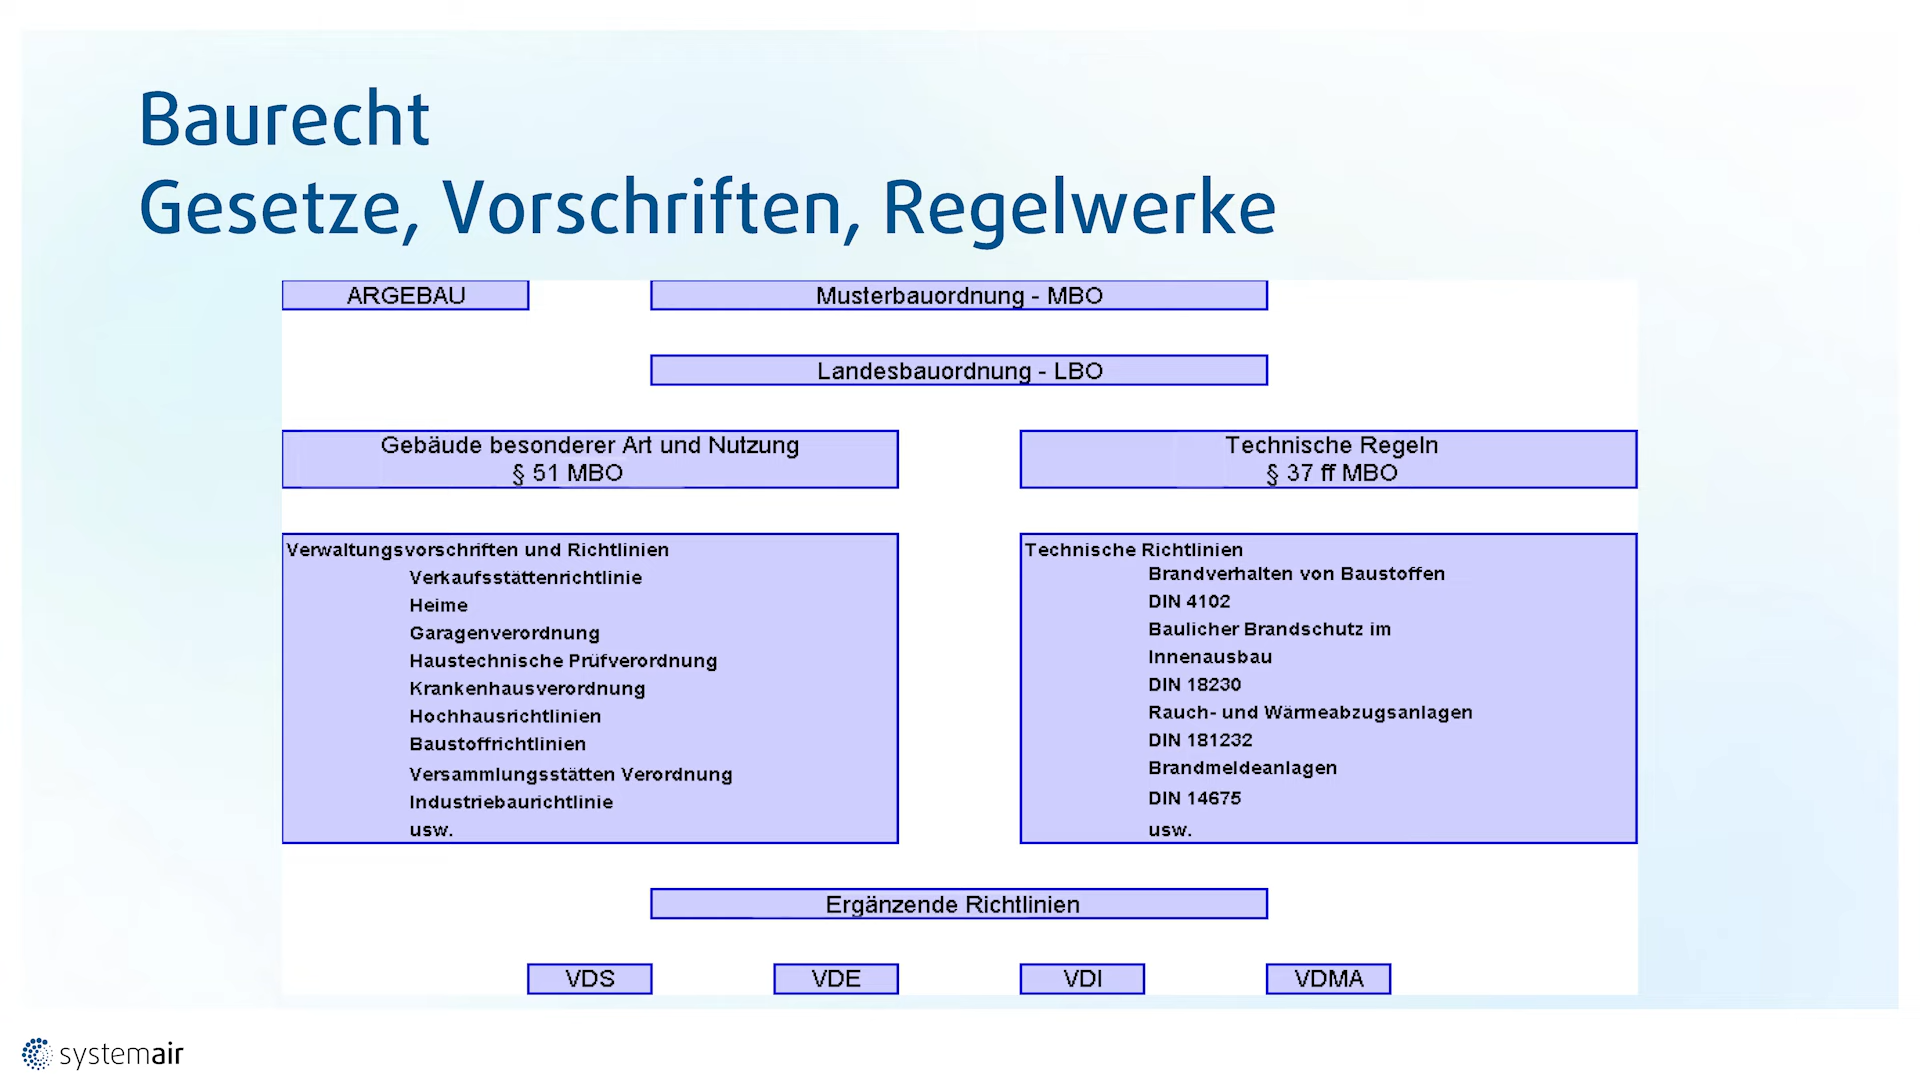 Baurecht
Gesetze, Vorschriften, Regelwerke
ARGEBAU
Musterbauordnung - MBO
Landesbauordnung - LBO
Gebäude besonderer Art und Nutzung
§ 51 MBO
Technische Regeln
§ 37 ff MBO
Verwaltungsvorschriften und Richtlinien
Verkaufsstättenrichtlinie
Heime
Garagenverordnung
Haustechnische Prüfverordnung
Krankenhausverordnung
Hochhausrichtlinien
Baustoffrichtlinien
Versammlungsstätten Verordnung
Industriebaurichtlinie
usw.
Technische Richtlinien
Brandverhalten von Baustoffen
DIN 4102
Baulicher Brandschutz im
Innenausbau
DIN 18230
Rauch- und Wärmeabzugsanlagen
DIN 181232
Brandmeldeanlagen
DIN 14675
usw.
Ergänzende Richtlinien
VDS
VDE
VDI
VDMA
systemair